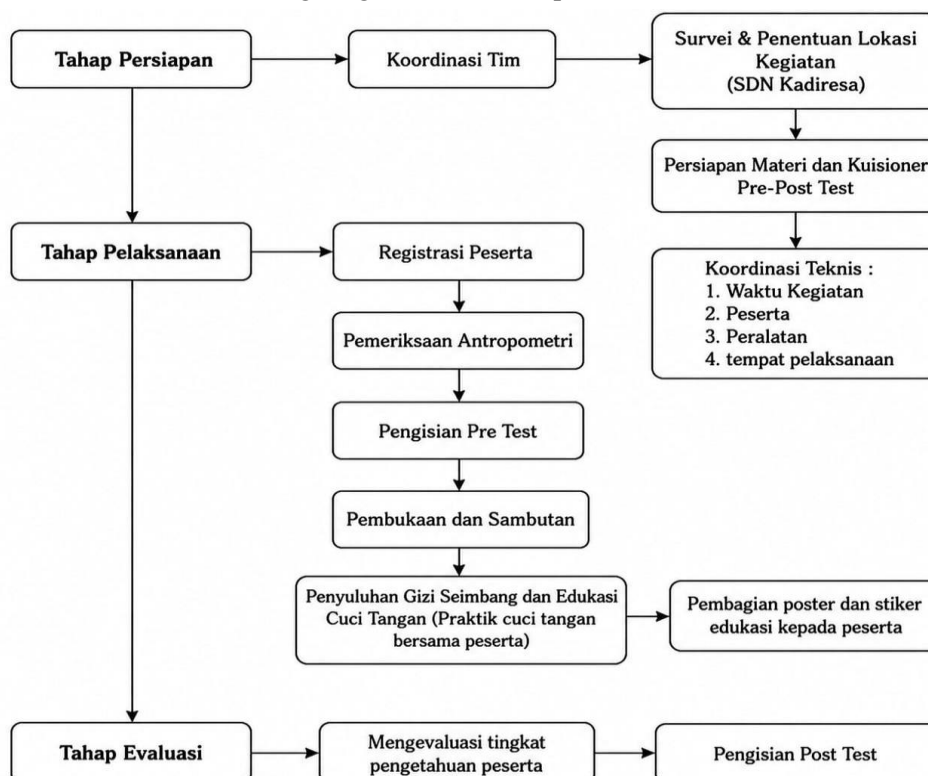 Tahap Persiapan
Koordinasi Tim
Survei & Penentuan Lokasi
Kegiatan
(SDN Kadiresa)
Persiapan Materi dan Kuisioner
Pre-Post Test
Koordinasi Teknis :
1. Waktu Kegiatan
2. Peserta
3. Peralatan
4. tempat pelaksanaan
Tahap Pelaksanaan
Registrasi Peserta
Pemeriksaan Antropometri
Pengisian Pre Test
Pembukaan dan Sambutan
Penyuluhan Gizi Seimbang dan Edukasi
Cuci Tangan (Praktik cuci tangan
bersama peserta)
Pembagian poster dan stiker
edukasi kepada peserta
Tahap Evaluasi
Mengevaluasi tingkat
pengetahuan peserta
Pengisian Post Test